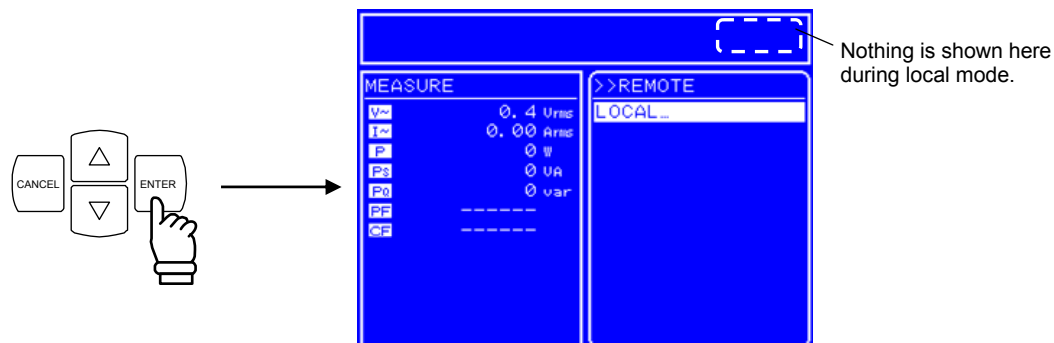 Nothing is shown here
during local mode.
MEASURE
V~ 0.4 Vrms
I~ 0.00 Arms
P 0 W
Ps 0 VA
PQ 0 var
PF ------
CF ------
>>REMOTE
LOCAL…
CANCEL
ENTER